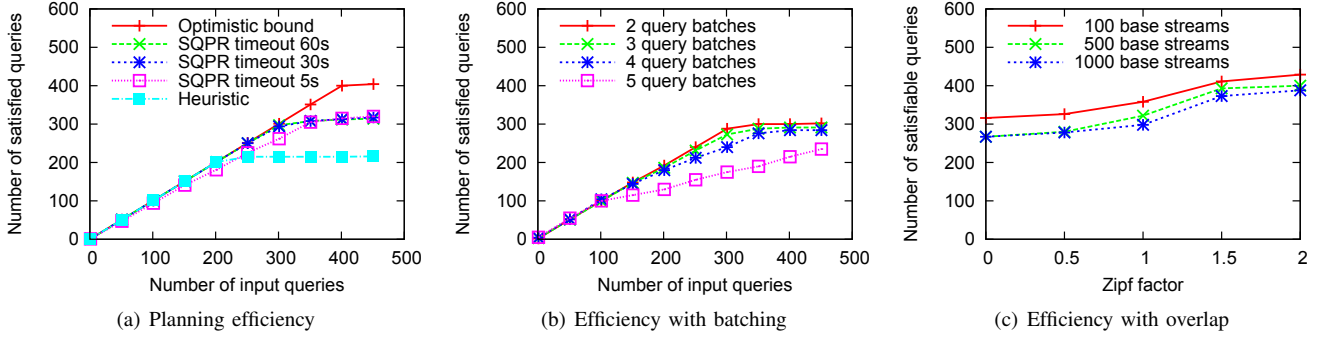 Number of satisfied queries
600
500
400
300
200
100
0
Optimistic bound
SQPR timeout 60s
SQPR timeout 30s
SQPR timeout 5s
Heuristic
0 100 200 300 400 500
Number of input queries
(a) Planning efficiency
Number of satisfied queries
600
500
400
300
200
100
0
2 query batches
3 query batches
4 query batches
5 query batches
0 100 200 300 400 500
Number of input queries
(b) Efficiency with batching
Number of satisfiable queries
600
500
400
300
200
100
0
100 base streams
500 base streams
1000 base streams
0 0.5 1 1.5 2
Zipf factor
(c) Efficiency with overlap